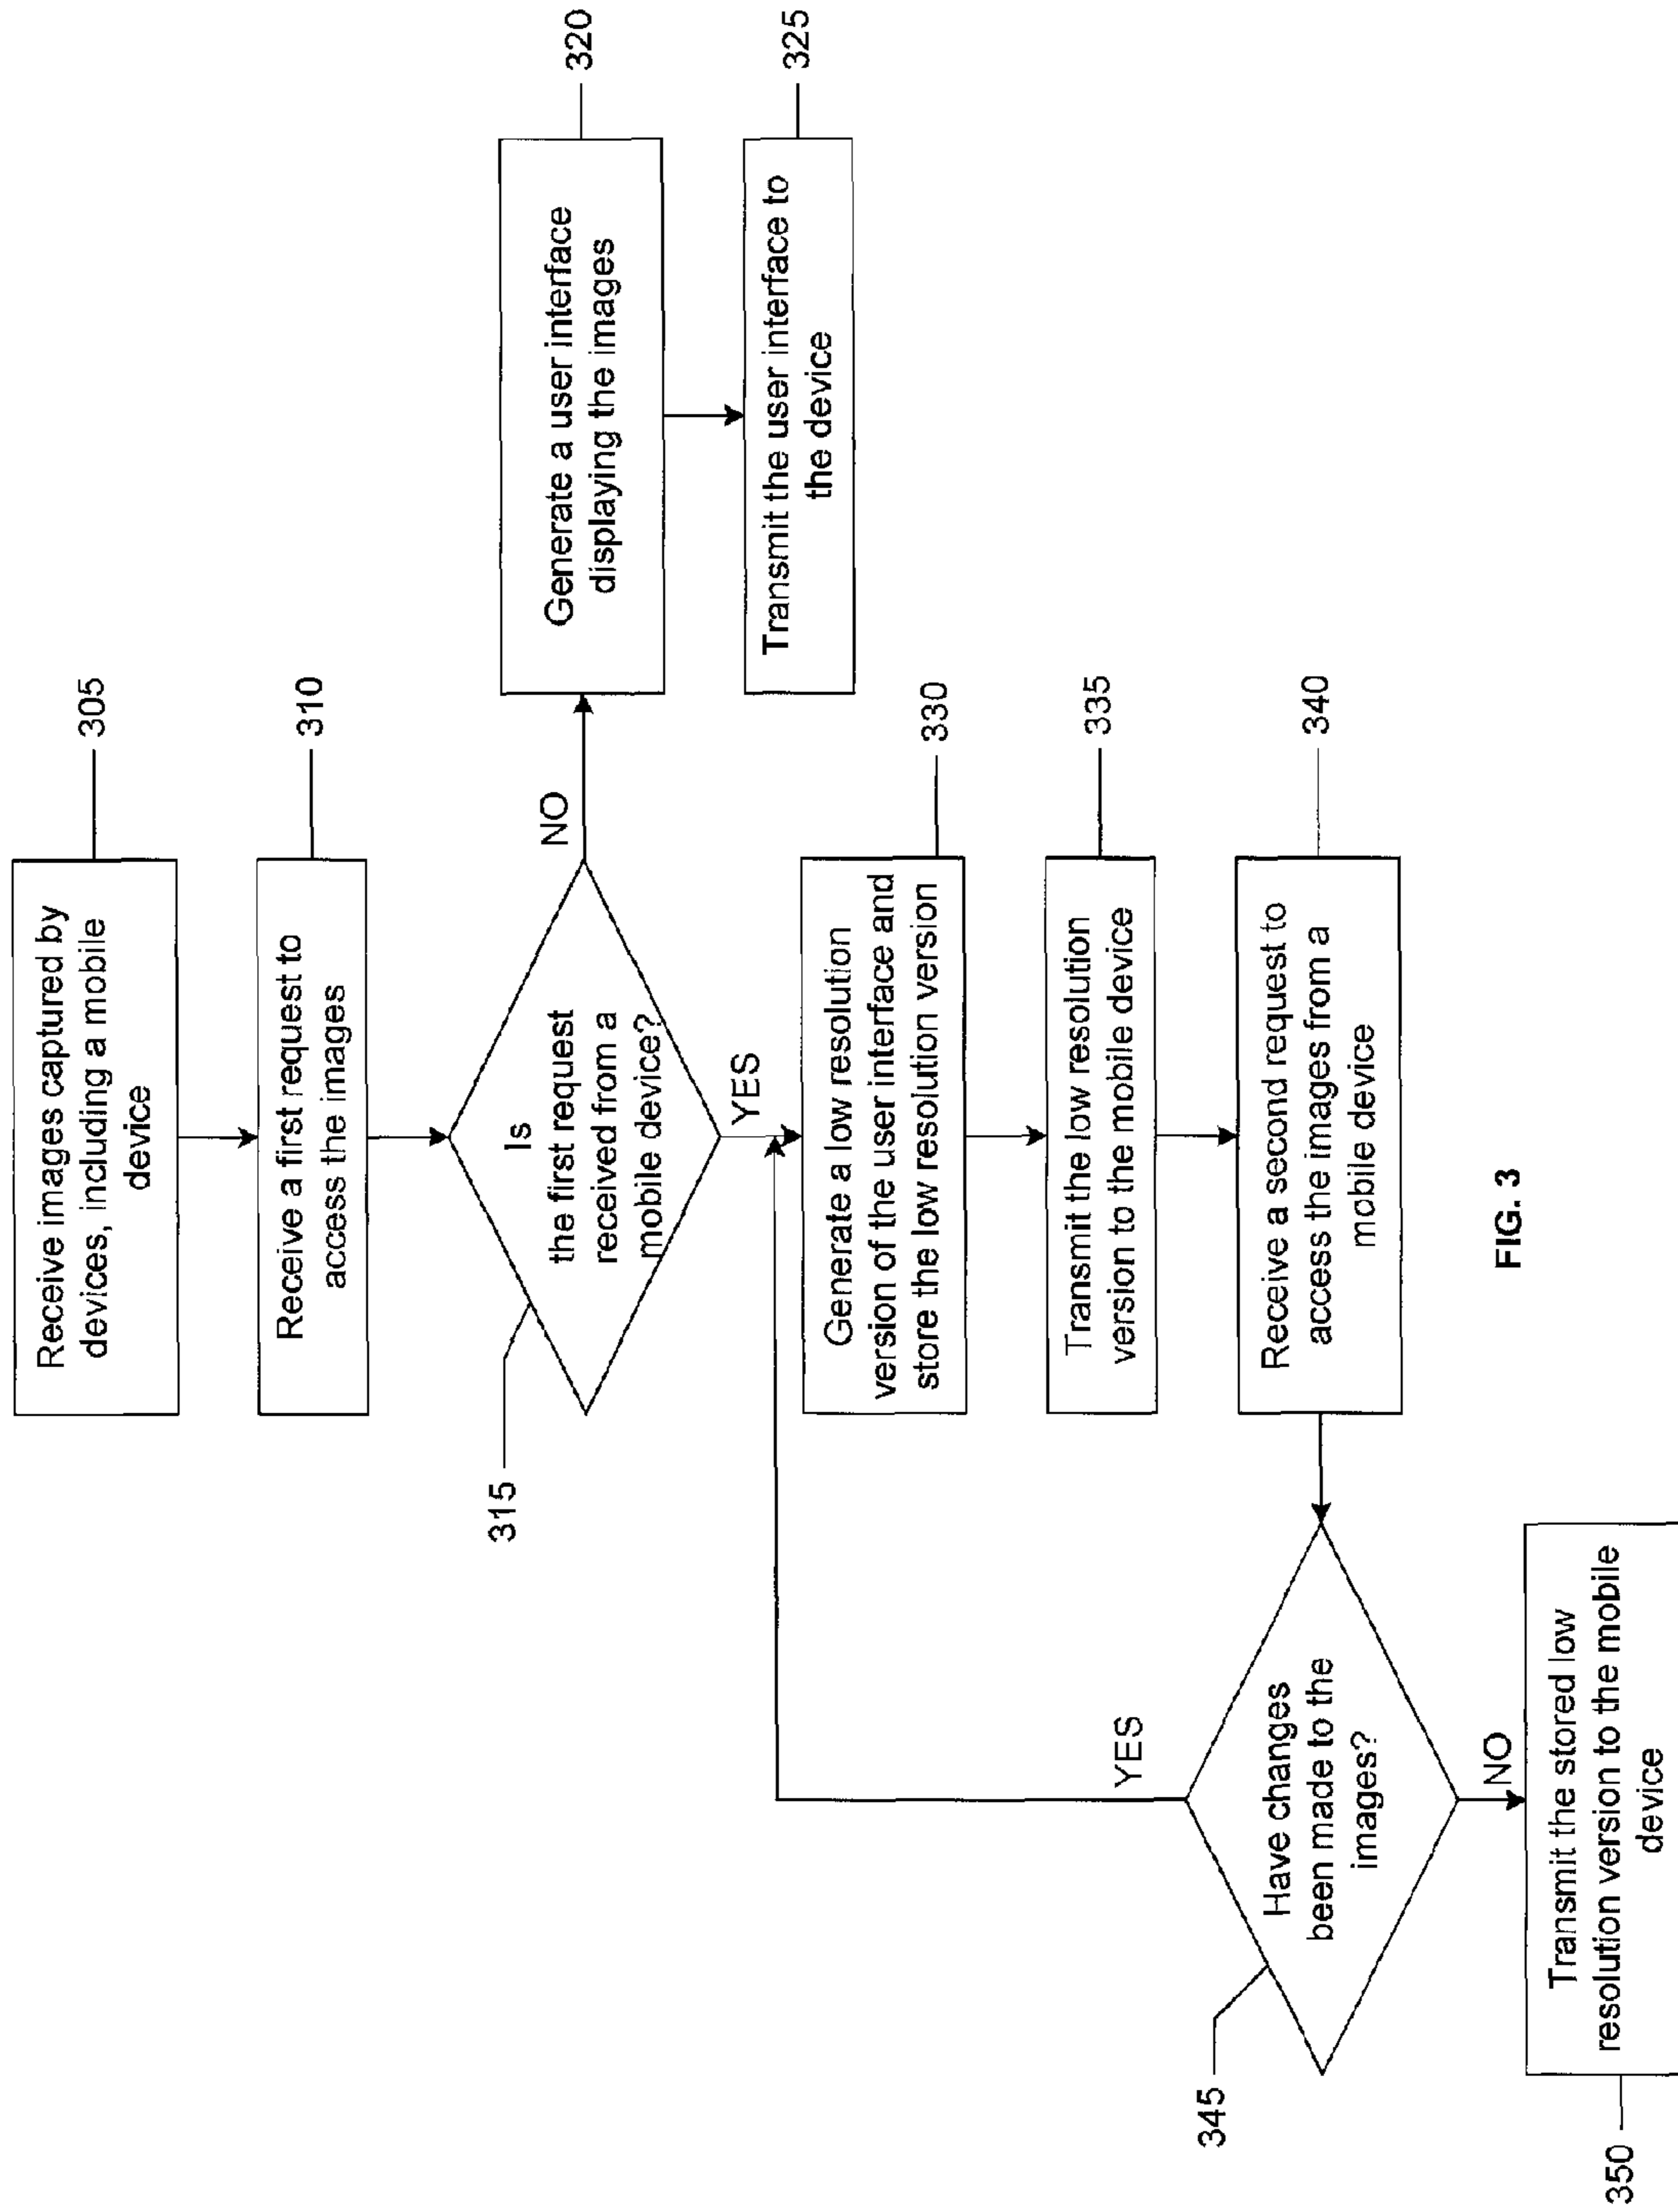 Receive images captured by
devices, including a mobile
device
305
Receive a first request to
access the images
310
Is
the first request
received from a
mobile device?
315
NO
YES
Generate a user interface
displaying the images
320
Transmit the user interface to
the device
325
Generate a low resolution
version of the user interface and
store the low resolution version
330
Transmit the low resolution
version to the mobile device
335
Receive a second request to
access the images from a
mobile device
340
Have changes
been made to the
images?
345
YES
NO
Transmit the stored low
resolution version to the mobile
device
350
FIG. 3